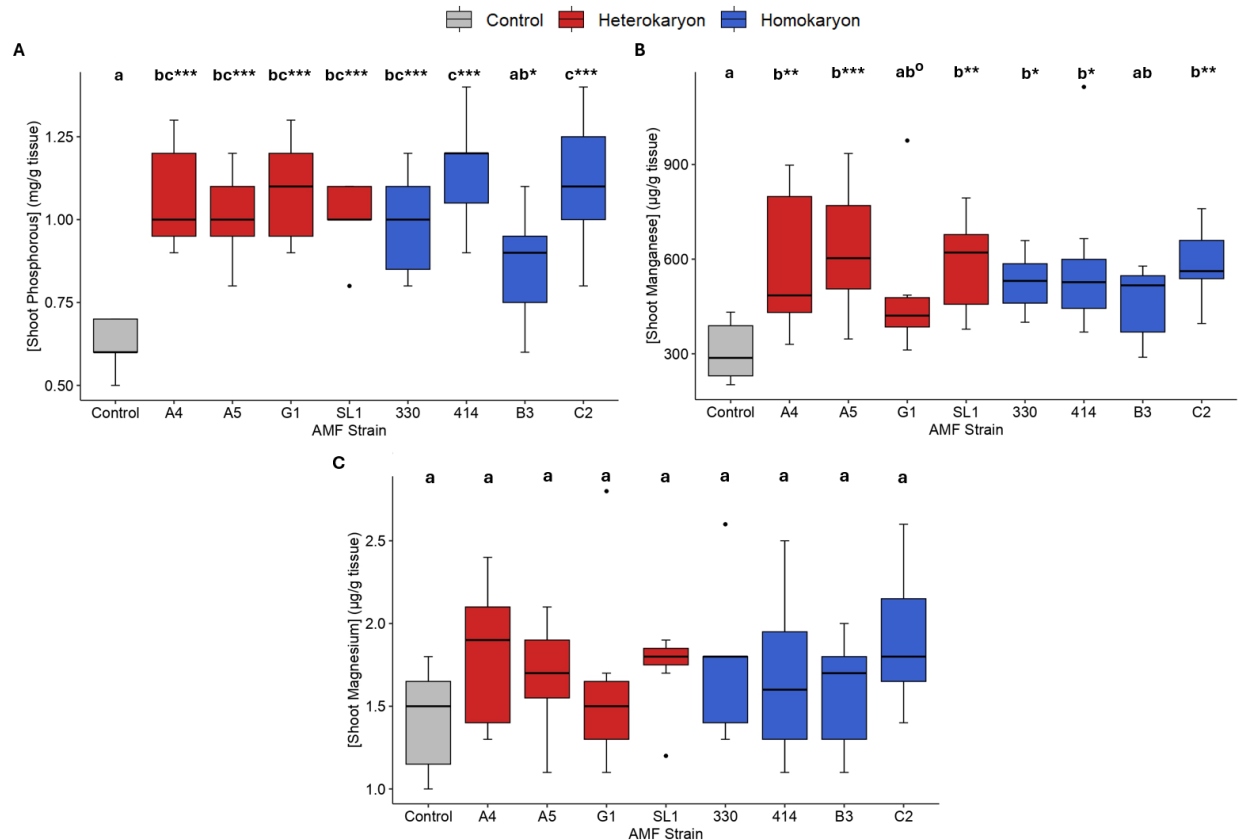 Control Heterokaryon Homokaryon
A
a bc*** bc*** bc*** bc*** bc*** c*** ab* c***
[Shoot Phosphorous] (mg/g tissue)
1.25
1.00
0.75
0.50
Control A4 A5 G1 SL1 330 414 B3 C2
AMF Strain
B
a b** b*** abº b** b* b* ab b**
[Shoot Manganese] (µg/g tissue)
900
600
300
Control A4 A5 G1 SL1 330 414 B3 C2
AMF Strain
C
a a a a a a a a a
[Shoot Magnesium] (µg/g tissue)
2.5
2.0
1.5
1.0
Control A4 A5 G1 SL1 330 414 B3 C2
AMF Strain